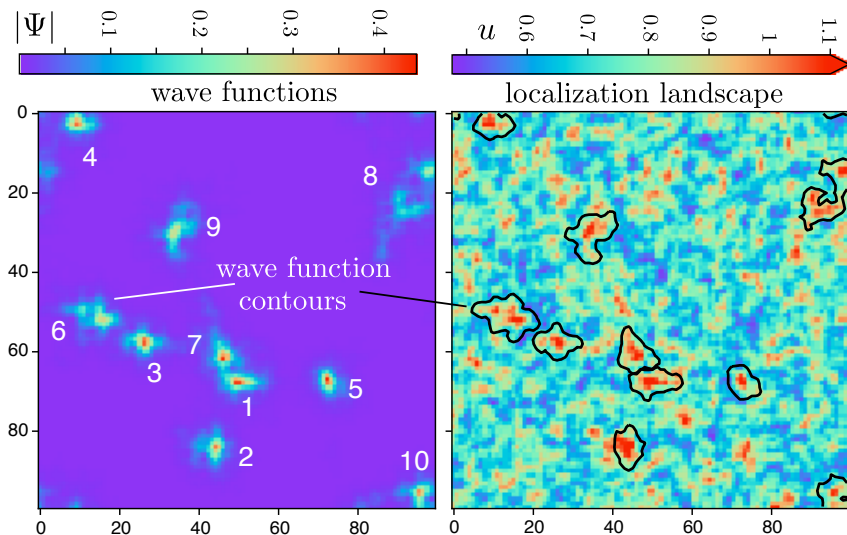 |Ψ| 0.1 0.2 0.3 0.4
u 0.6 0.7 0.8 0.9 1 1.1
wave functions
localization landscape
0
20
40
60
80
0 20 40 60 80
0 20 40 60 80
4
8
9
wave function
contours
6
7
3
1
5
2
10